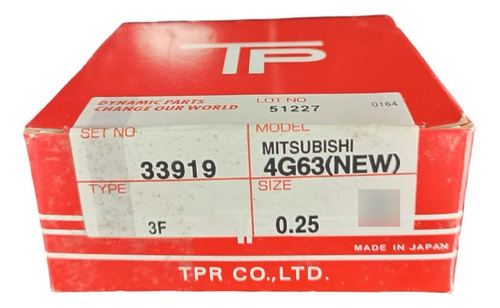 TP
DYNAMIC PARTS
CHANGE OUR WORLD
LOT NO
51227
0164
SET NO
33919
MODEL
MITSUBISHI
4G63(NEW)
TYPE
3F
SIZE
0.25
MADE IN JAPAN
TPR CO.,LTD.